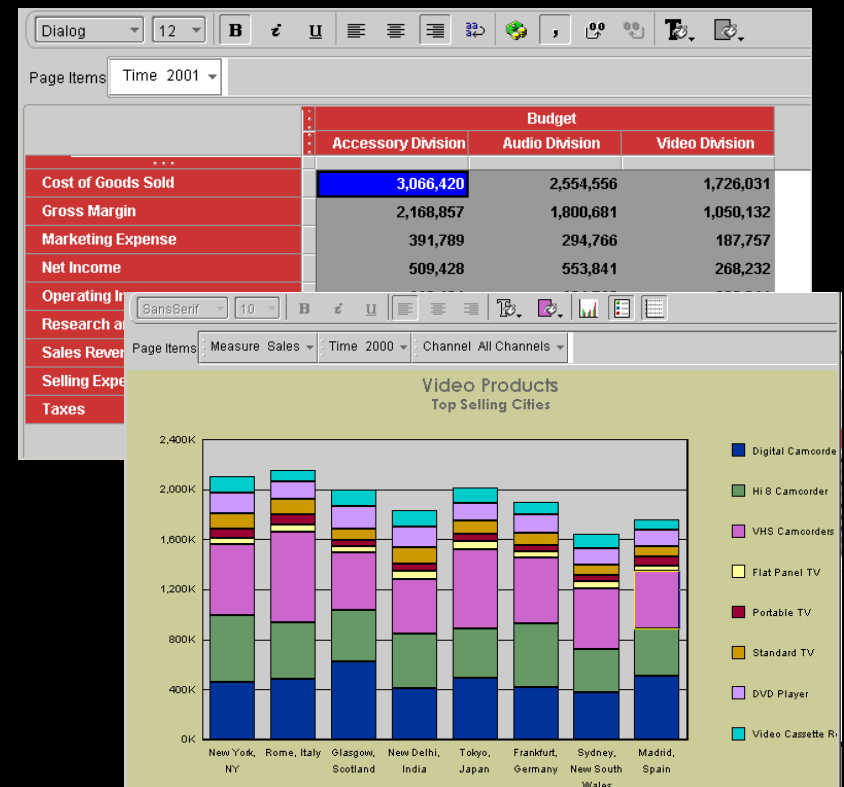 Dialog 12 B i U
Page Items Time 2001
Budget
Accessory Division Audio Division Video Division
Cost of Goods Sold 3,066,420 2,554,556 1,726,031
Gross Margin 2,168,857 1,800,681 1,050,132
Marketing Expense 391,789 294,766 187,757
Net Income 509,428 553,841 268,232
Operating In
Research a
Sales Rever
Selling Expe
Taxes
SansSerif 10 B i U
Page Items Measure Sales Time 2000 Channel All Channels
Video Products
Top Selling Cities
2,400K
2,000K
1,600K
1,200K
800K
400K
0K
New York, NY
Rome, Italy
Glasgow, Scotland
New Delhi, India
Tokyo, Japan
Frankfurt, Germany
Sydney, New South Wales
Madrid, Spain
Digital Camcorde
Hi 8 Camcorder
VHS Camcorders
Flat Panel TV
Portable TV
Standard TV
DVD Player
Video Cassette R